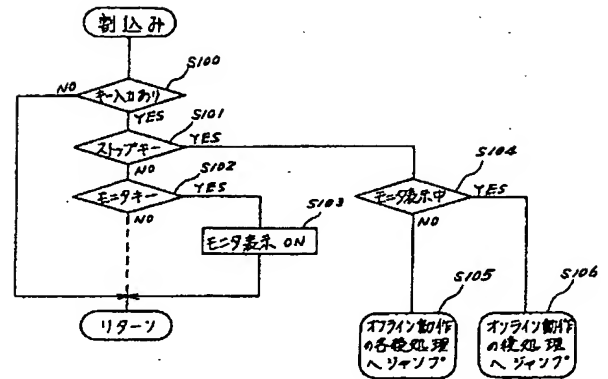 割込み
S100
NO
キー入力あり
YES
S101
ストップキー
YES
NO
S102
S104
モニタキー
YES
モニタ表示中
YES
NO
S103
NO
モニタ表示 ON
S105
S106
リターン
オフライン動作
の各後処理
へジャンプ
オンライン動作
の後処理
へジャンプ